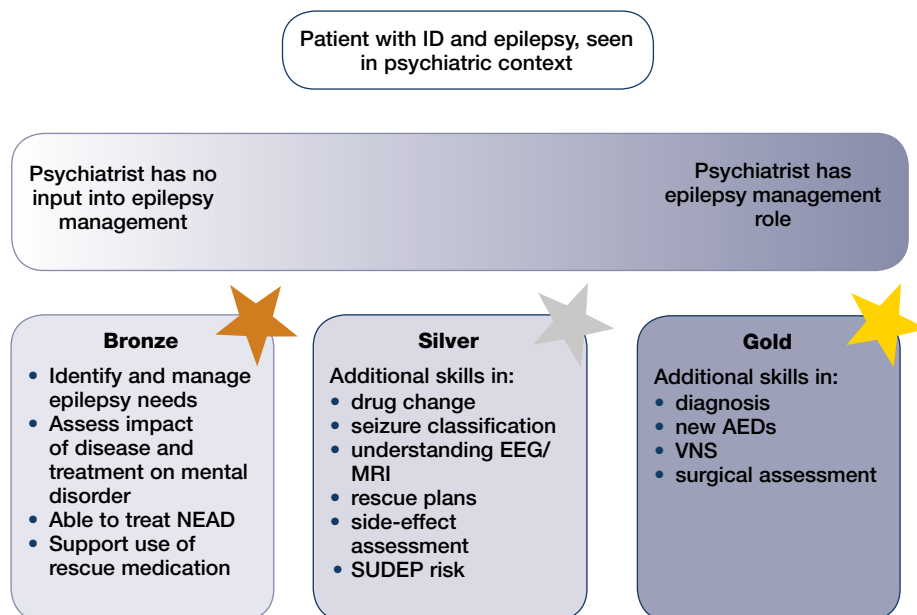 Patient with ID and epilepsy, seen
in psychiatric context
Psychiatrist has no
input into epilepsy
management
Psychiatrist has
epilepsy management
role
Bronze
• Identify and manage
epilepsy needs
• Assess impact
of disease and
treatment on mental
disorder
• Able to treat NEAD
• Support use of
rescue medication
Silver
Additional skills in:
• drug change
• seizure classification
• understanding EEG/
MRI
• rescue plans
• side-effect
assessment
• SUDEP risk
Gold
Additional skills in:
• diagnosis
• new AEDs
• VNS
• surgical assessment